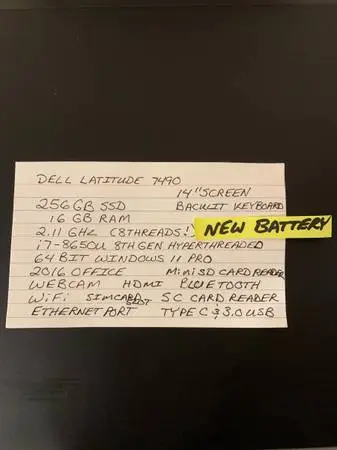 DELL LATITUDE 7490
14" SCREEN
256 GB SSD BACKLIT KEYBOARD
16 GB RAM
2.11 GHZ (8THREADS!) NEW BATTERY
i7-8650U 8TH GEN HYPERTHREADED
64 BIT WINDOWS 11 PRO
2016 OFFICE MiniSD CARD READER
WEBCAM HDMI BLUETOOTH
WiFi SIMCARD SLOT SC CARD READER
ETHERNET PORT TYPE C & 3.0 USB